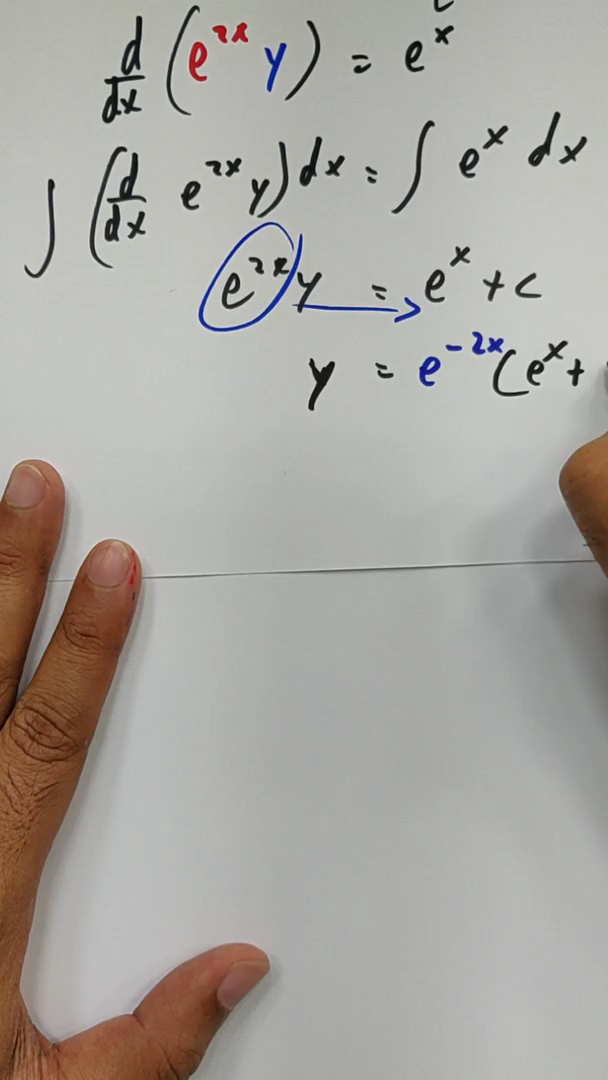 d/dx (e^2x y) = e^x
∫ (d/dx e^2x y) dx = ∫ e^x dx
e^2x y = e^x + c
y = e^-2x (e^x +